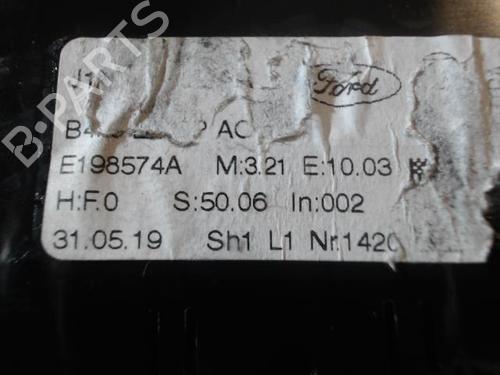 Ford
AC
E198574A M:3.21 E:10.03
H:F.0 S:50.06 In:002
31.05.19 Sh1 L1 Nr.1420
B-PARTS